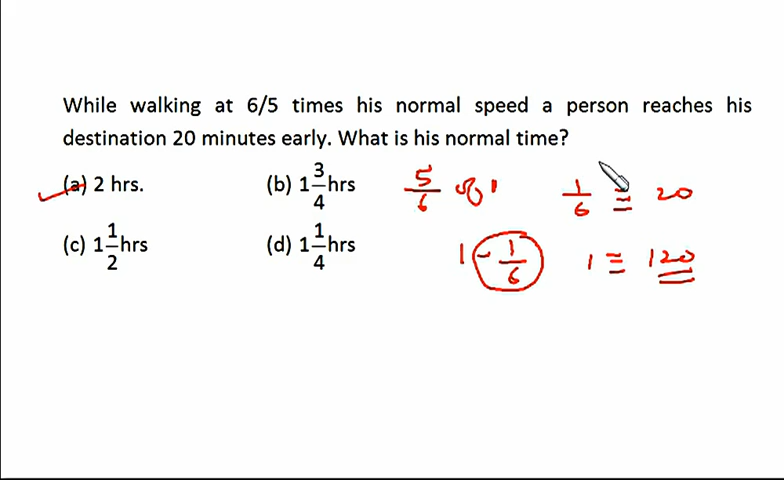 While walking at 6/5 times his normal speed a person reaches his
destination 20 minutes early. What is his normal time?
(a) 2 hrs.
(b) 1 3/4 hrs
(c) 1 1/2 hrs
(d) 1 1/4 hrs
5/6
1/6 ≡ 20
1 - 1/6
1 ≡ 120